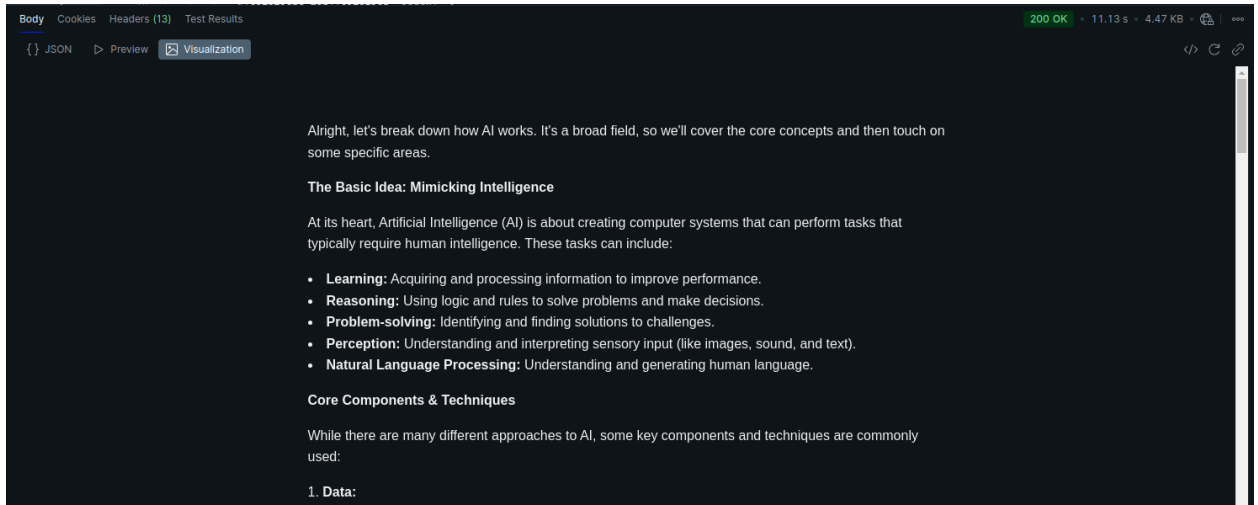 Body Cookies Headers (13) Test Results 200 OK • 11.13 s • 4.47 KB •
{} JSON Preview Visualization
Alright, let's break down how AI works. It's a broad field, so we'll cover the core concepts and then touch on
some specific areas.
The Basic Idea: Mimicking Intelligence
At its heart, Artificial Intelligence (AI) is about creating computer systems that can perform tasks that
typically require human intelligence. These tasks can include:
• Learning: Acquiring and processing information to improve performance.
• Reasoning: Using logic and rules to solve problems and make decisions.
• Problem-solving: Identifying and finding solutions to challenges.
• Perception: Understanding and interpreting sensory input (like images, sound, and text).
• Natural Language Processing: Understanding and generating human language.
Core Components & Techniques
While there are many different approaches to AI, some key components and techniques are commonly
used:
1. Data: